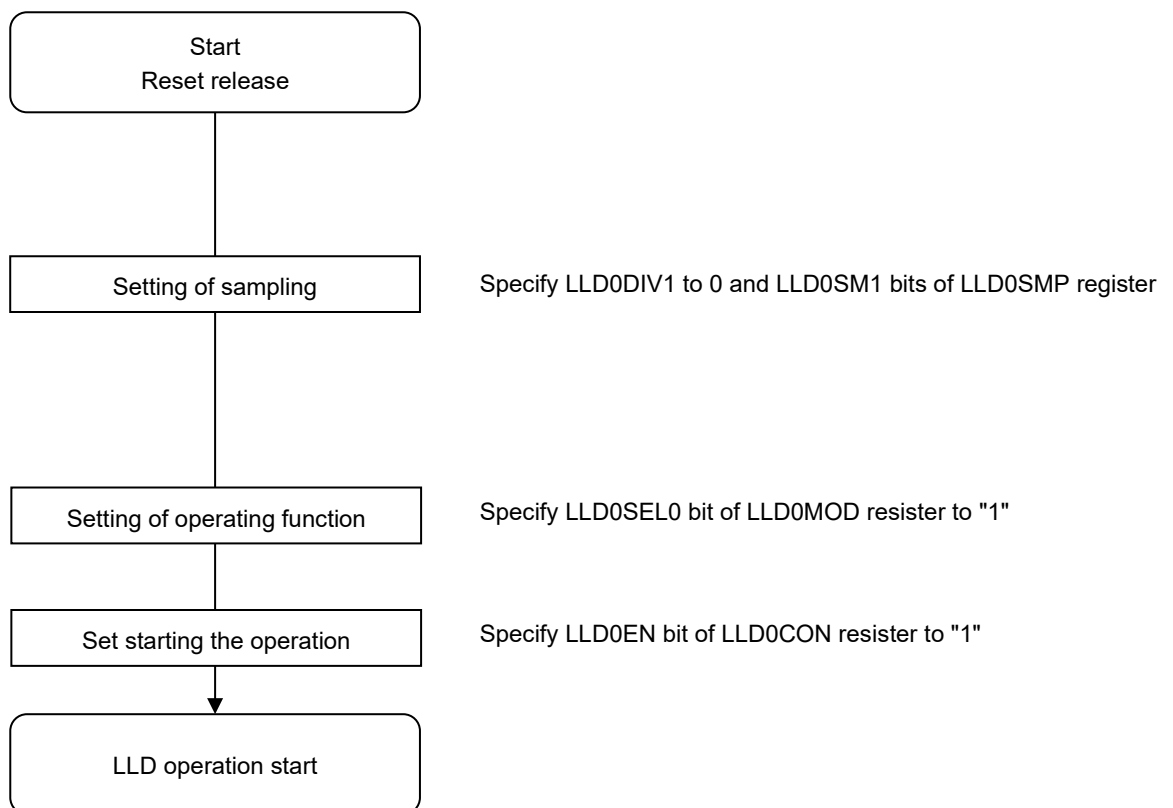 Start
Reset release
Setting of sampling
Specify LLD0DIV1 to 0 and LLD0SM1 bits of LLD0SMP register
Setting of operating function
Specify LLD0SEL0 bit of LLD0MOD resister to "1"
Set starting the operation
Specify LLD0EN bit of LLD0CON resister to "1"
LLD operation start